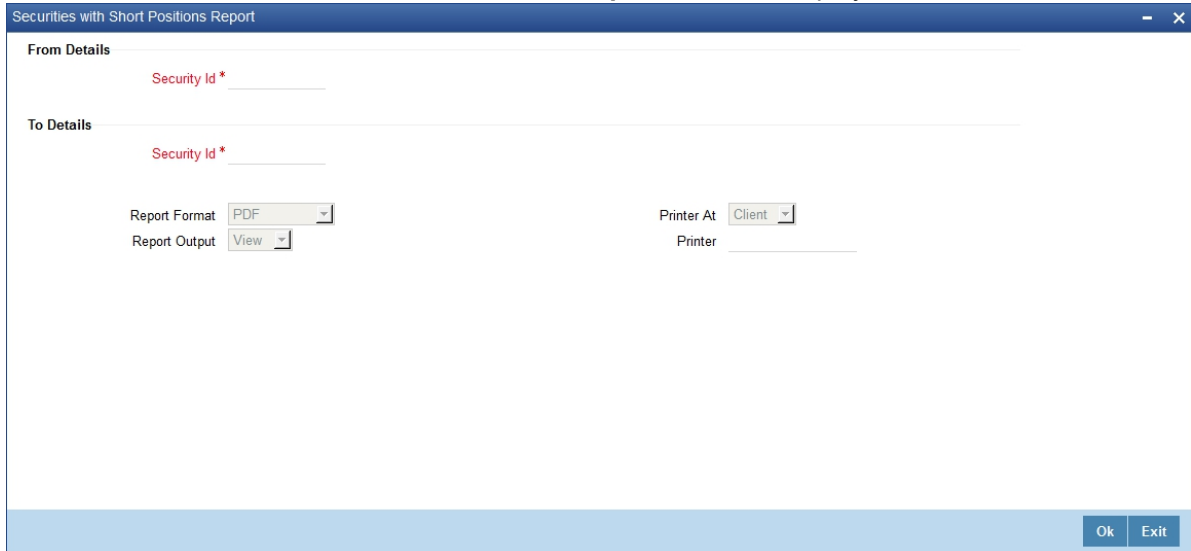 Securities with Short Positions Report
From Details
Security Id *
To Details
Security Id *
Report Format PDF Printer At Client
Report Output View Printer
Ok Exit